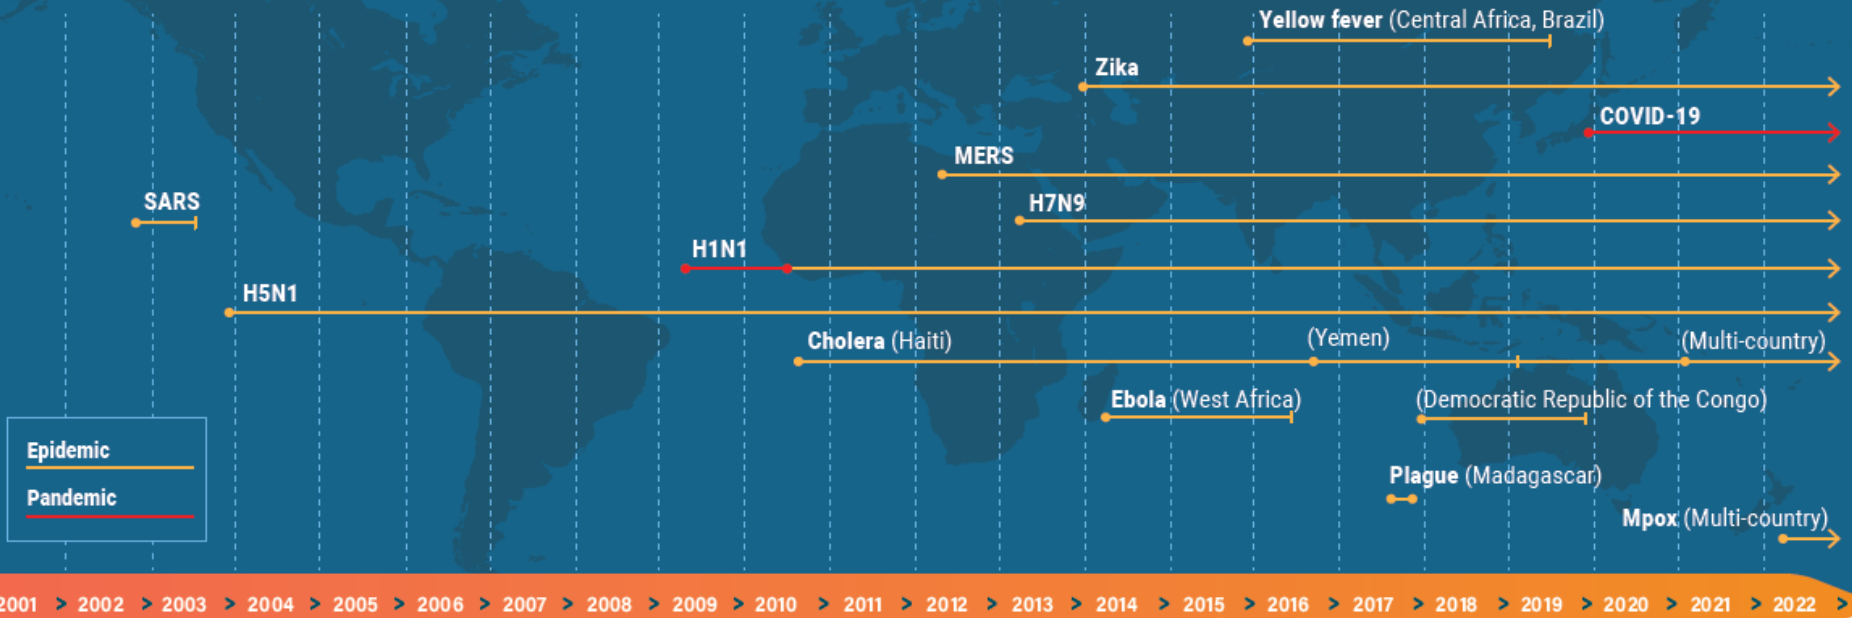 Yellow fever (Central Africa, Brazil)
Zika
COVID-19
MERS
SARS
H7N9
H1N1
H5N1
Cholera (Haiti)
(Yemen)
(Multi-country)
Ebola (West Africa)
(Democratic Republic of the Congo)
Epidemic
Pandemic
Plague (Madagascar)
Mpox (Multi-country)
2001 > 2002 > 2003 > 2004 > 2005 > 2006 > 2007 > 2008 > 2009 > 2010 > 2011 > 2012 > 2013 > 2014 > 2015 > 2016 > 2017 > 2018 > 2019 > 2020 > 2021 > 2022 >